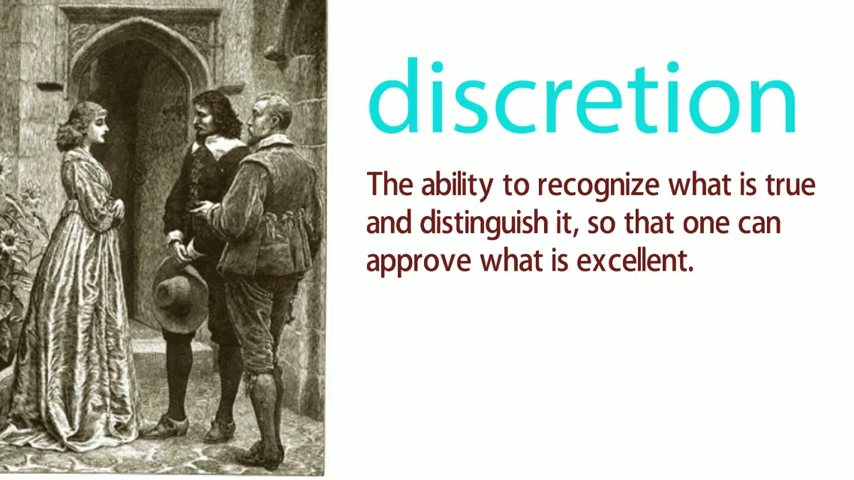 discretion
The ability to recognize what is true
and distinguish it, so that one can
approve what is excellent.